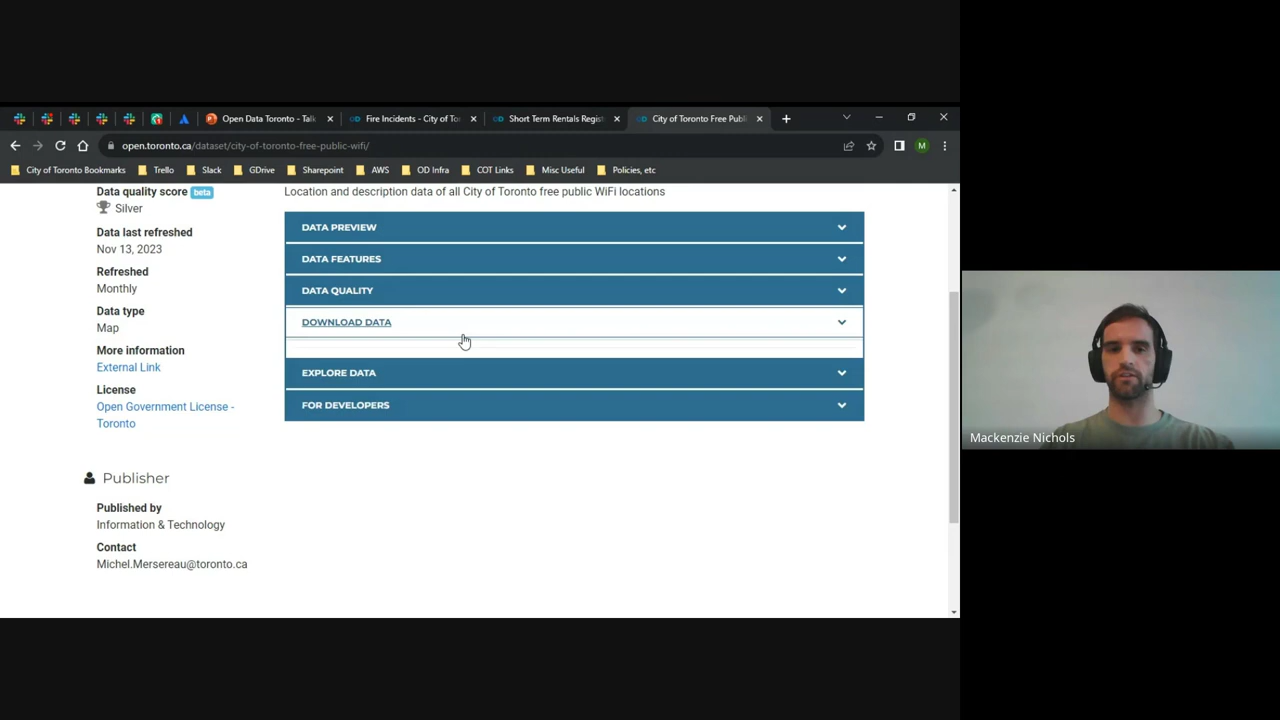 Open Data Toronto - Talk
Fire Incidents - City of To
Short Term Rentals Regist
City of Toronto Free Publ
open.toronto.ca/dataset/city-of-toronto-free-public-wifi/
M
City of Toronto Bookmarks
Trello
Slack
GDrive
Sharepoint
AWS
OD Infra
COT Links
Misc Useful
Policies, etc
Data quality score beta
Silver
Data last refreshed
Nov 13, 2023
Refreshed
Monthly
Data type
Map
More information
External Link
License
Open Government License -
Toronto
Publisher
Published by
Information & Technology
Contact
Michel.Mersereau@toronto.ca
Location and description data of all City of Toronto free public WiFi locations
DATA PREVIEW
DATA FEATURES
DATA QUALITY
DOWNLOAD DATA
EXPLORE DATA
FOR DEVELOPERS
Mackenzie Nichols